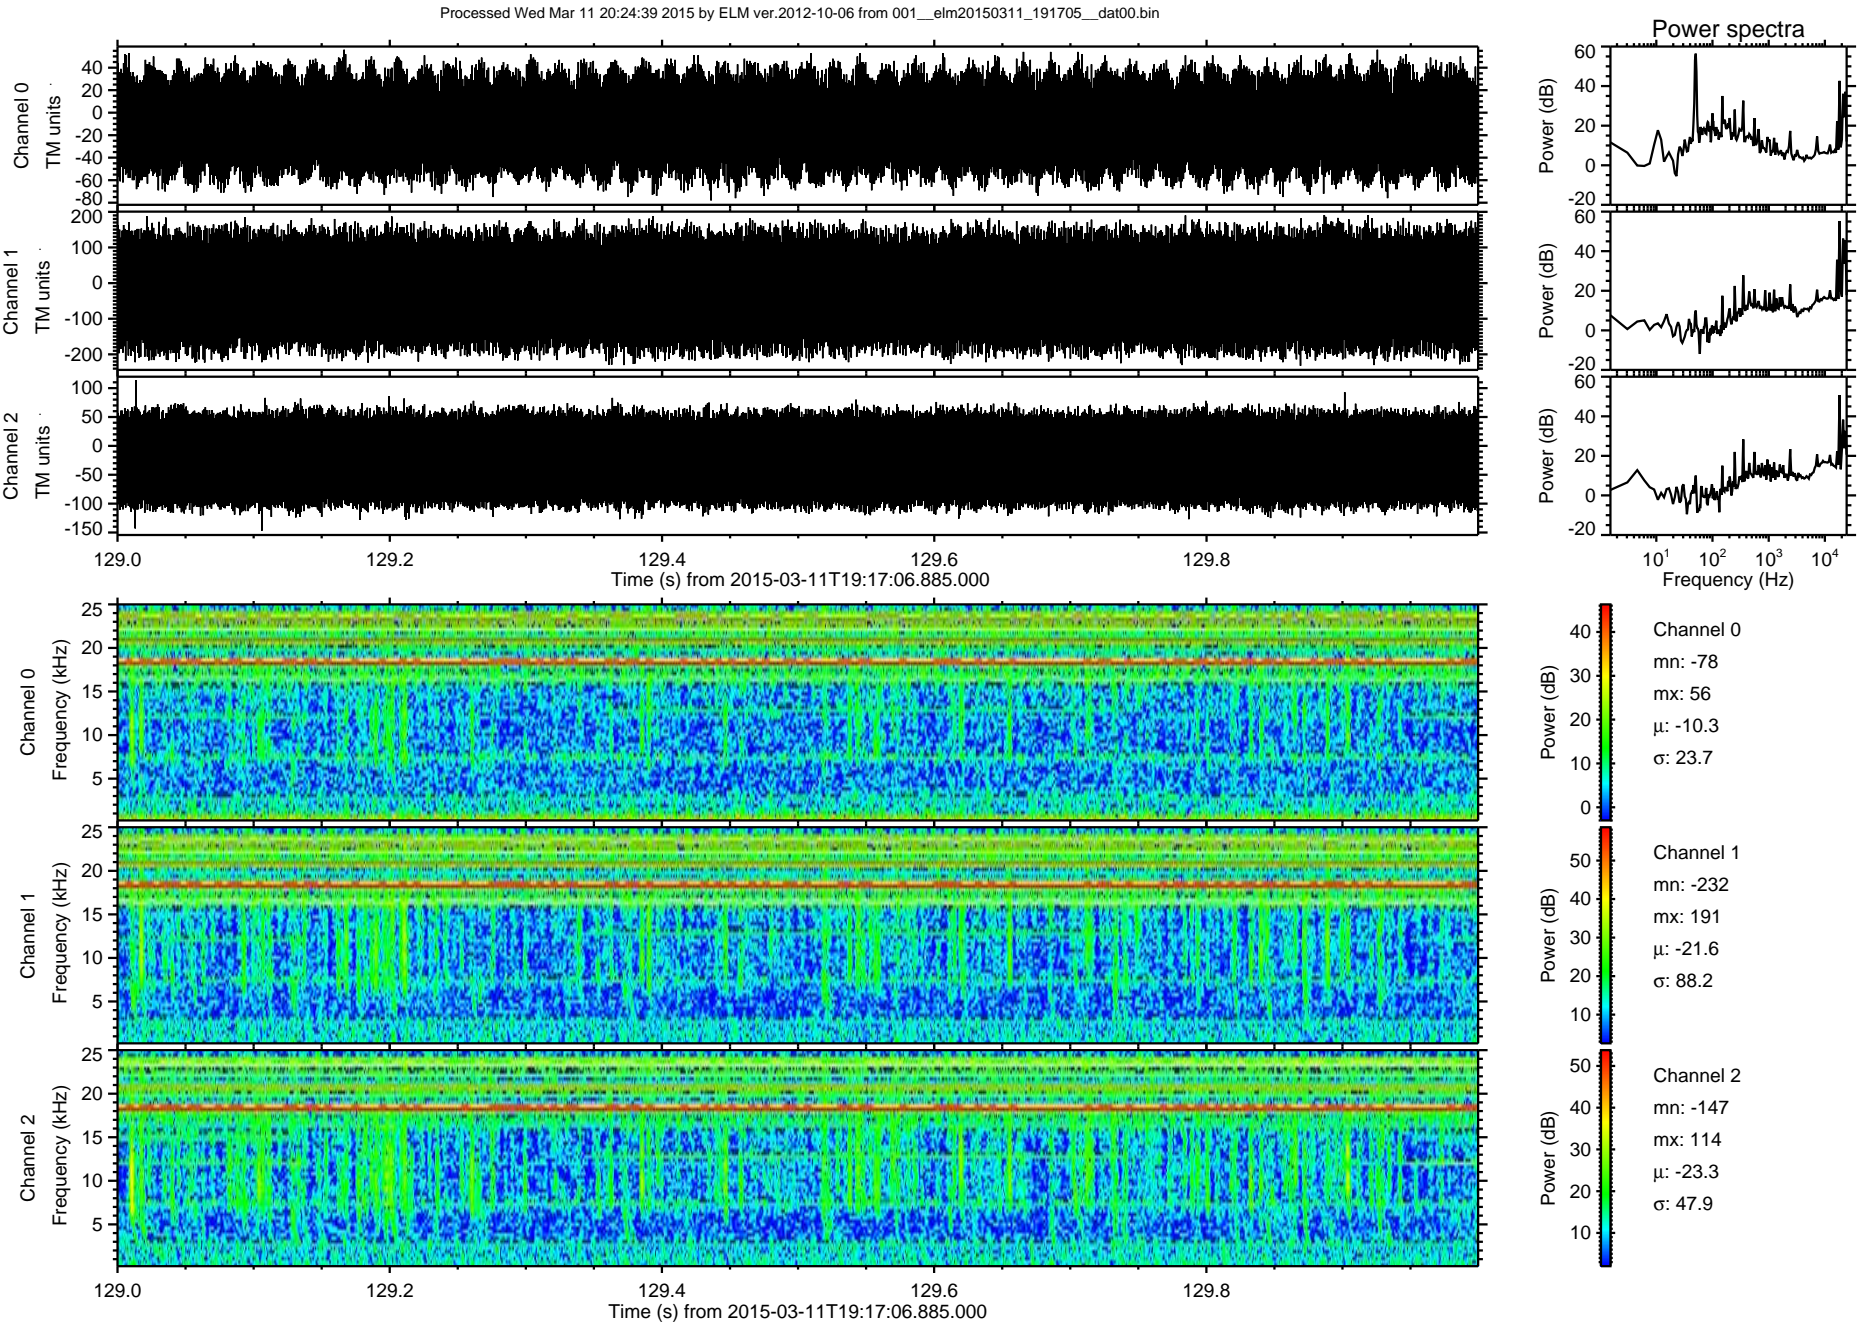 Processed Wed Mar 11 20:24:39 2015 by ELM ver.2012-10-06 from 001__elm20150311_191705__dat00.bin
Power spectra
Channel 0
TM units
40
20
0
-20
-40
-60
-80
Power (dB)
60
40
20
0
-20
Channel 1
TM units
200
100
0
-100
-200
Power (dB)
60
40
20
0
-20
Channel 2
TM units
100
50
0
-50
-100
-150
Power (dB)
60
40
20
0
-20
129.0 129.2 129.4 129.6 129.8
Time (s) from 2015-03-11T19:17:06.885.000
10^1 10^2 10^3 10^4
Frequency (Hz)
Channel 0
Frequency (kHz)
25
20
15
10
5
Power (dB)
40
30
20
10
0
Channel 0
mn: -78
mx: 56
μ: -10.3
σ: 23.7
Channel 1
Frequency (kHz)
25
20
15
10
5
Power (dB)
50
40
30
20
10
Channel 1
mn: -232
mx: 191
μ: -21.6
σ: 88.2
Channel 2
Frequency (kHz)
25
20
15
10
5
Power (dB)
50
40
30
20
10
Channel 2
mn: -147
mx: 114
μ: -23.3
σ: 47.9
129.0 129.2 129.4 129.6 129.8
Time (s) from 2015-03-11T19:17:06.885.000